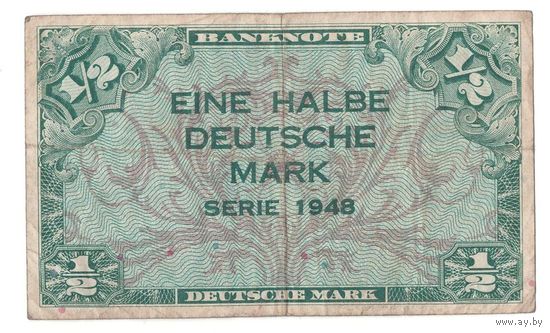 BANKNOTE
1/2 1/2
EINE HALBE
DEUTSCHE
MARK
SERIE 1948
1/2 1/2
DEUTSCHE MARK
www.ay.by